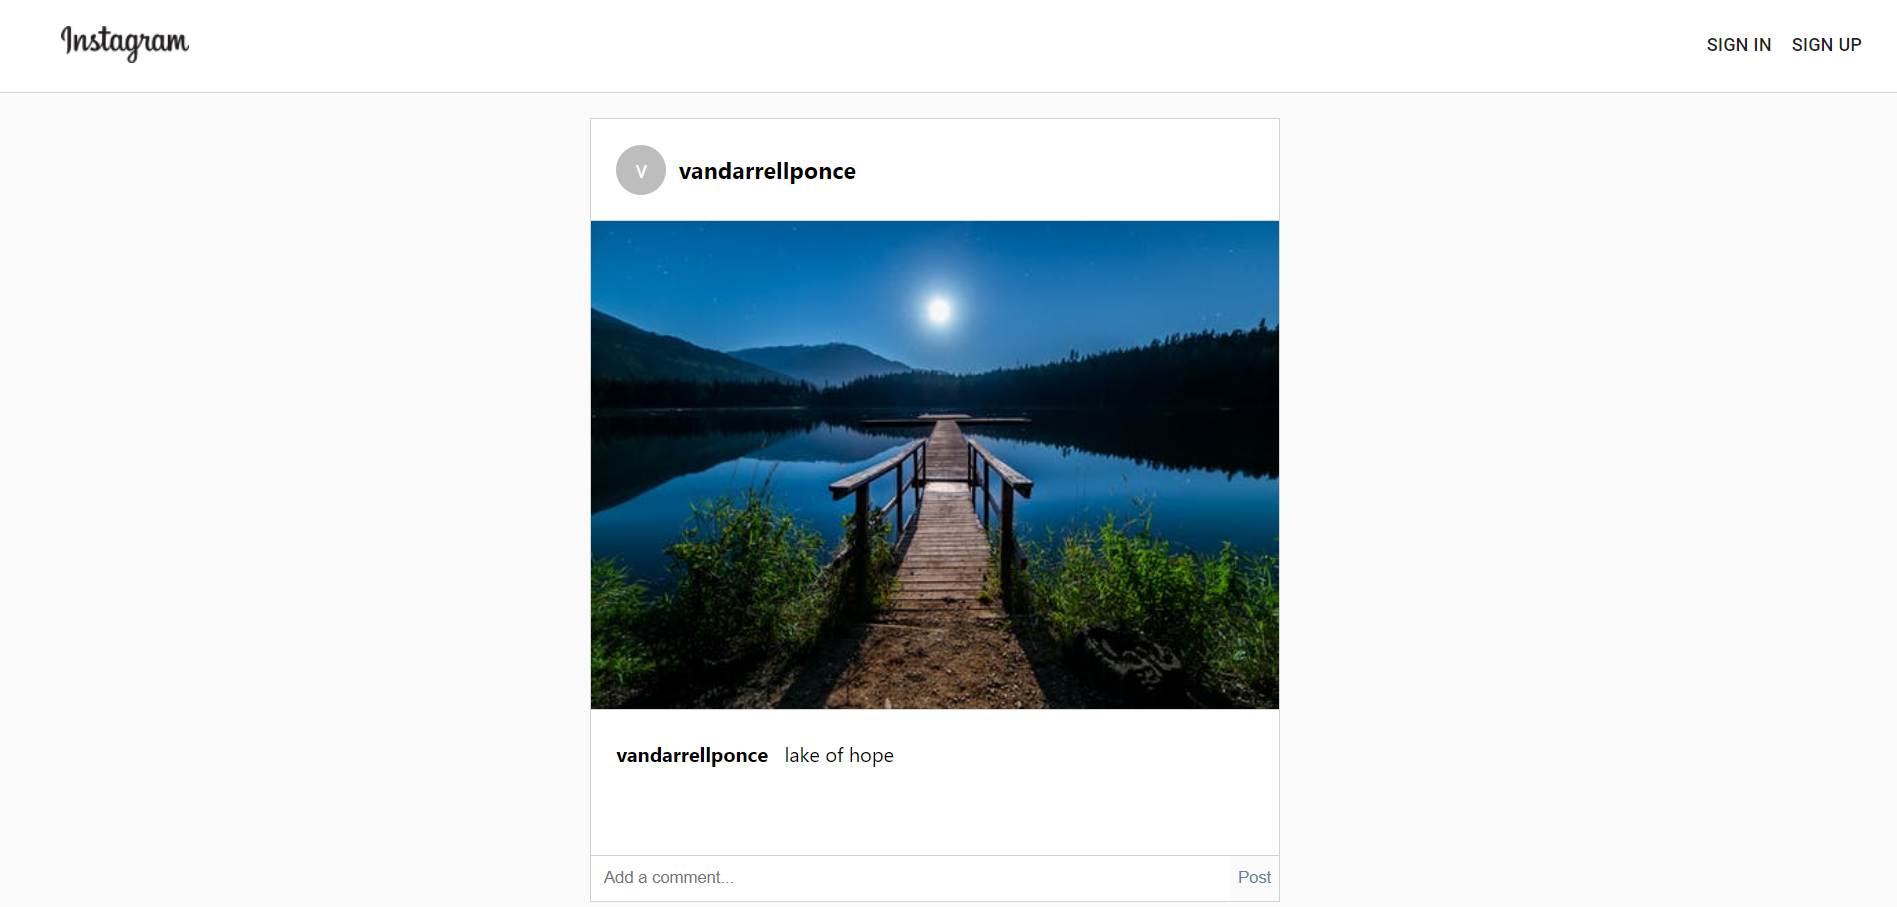 Instagram
SIGN IN SIGN UP
V
vandarrellponce
vandarrellponce lake of hope
Add a comment...
Post